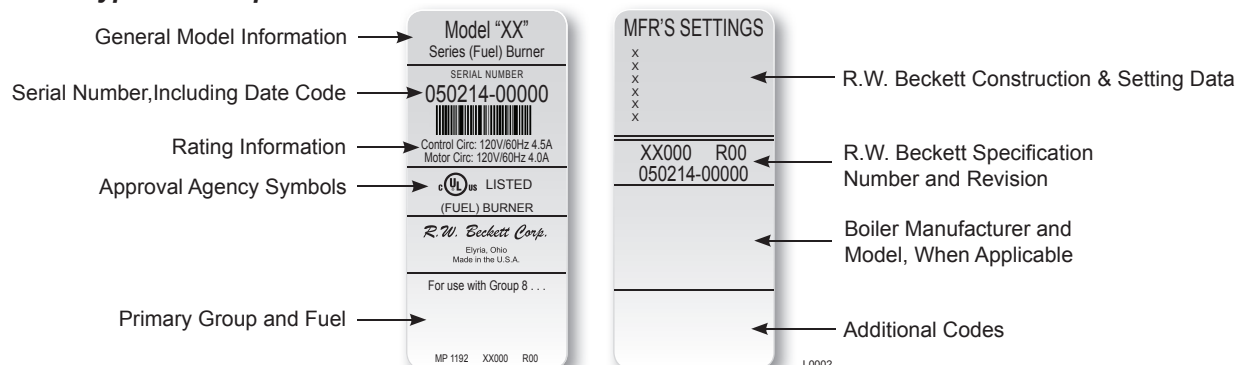 General Model Information
Serial Number,Including Date Code
Rating Information
Approval Agency Symbols
Primary Group and Fuel
Model “XX”
Series (Fuel) Burner
SERIAL NUMBER
050214-00000
Control Circ: 120V/60Hz 4.5A
Motor Circ: 120V/60Hz 4.0A
c UL us LISTED
(FUEL) BURNER
R.W. Beckett Corp.
Elyria, Ohio
Made in the U.S.A.
For use with Group 8 . . .
MP 1192 XX000 R00
MFR'S SETTINGS
x
x
x
x
x
x
XX000 R00
050214-00000
R.W. Beckett Construction & Setting Data
R.W. Beckett Specification
Number and Revision
Boiler Manufacturer and
Model, When Applicable
Additional Codes